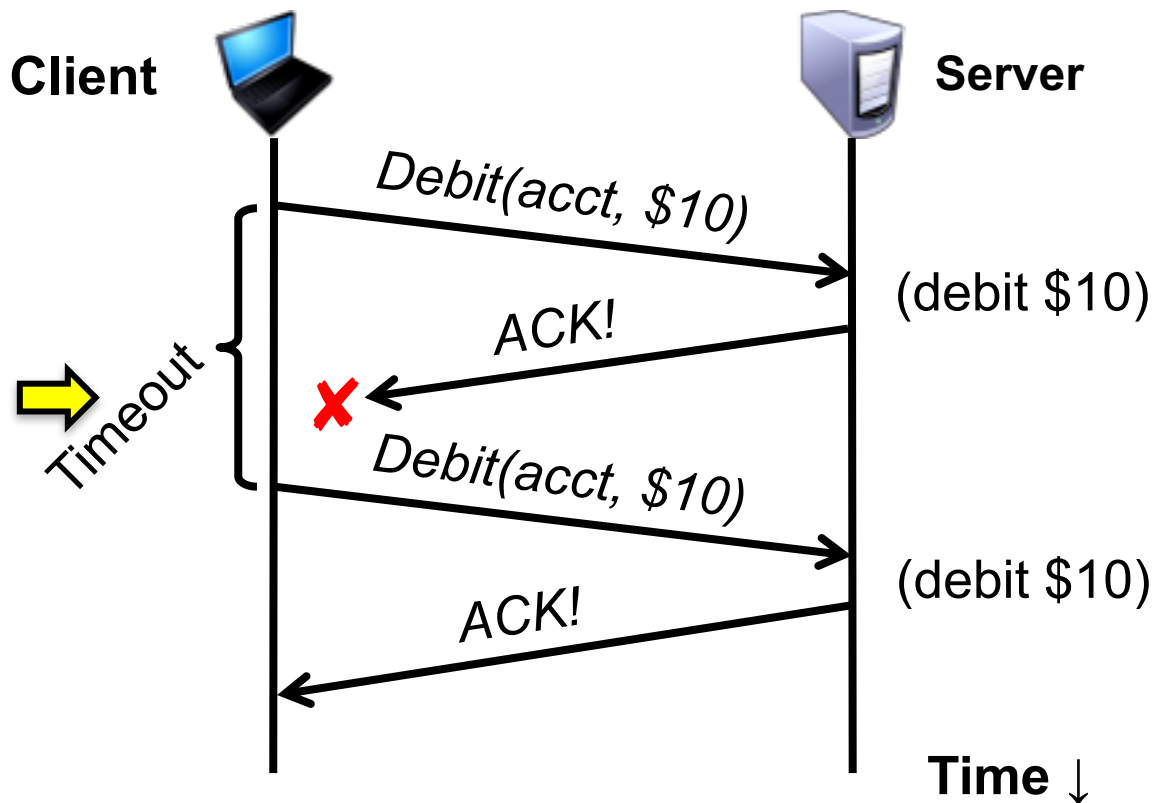 Client
Server
Debit(acct, $10)
(debit $10)
ACK!
Timeout
Debit(acct, $10)
(debit $10)
ACK!
Time ↓